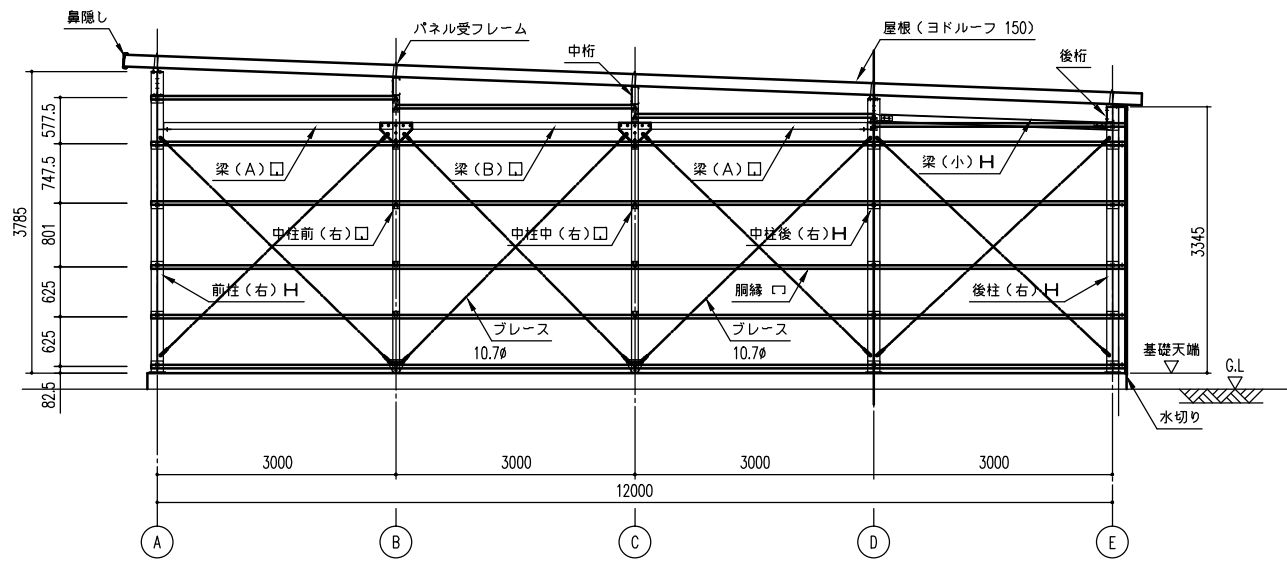 鼻隠し
パネル受フレーム
中桁
屋根(ヨドルーフ 150)
後桁
577.5
747.5
801
625
625
82.5
3785
梁(A)
梁(B)
梁(A)
梁(小)H
中柱前(右)
中柱中(右)
中柱後(右)H
前柱(右)H
胴縁
後柱(右)H
ブレース
10.7ø
ブレース
10.7ø
3345
基礎天端
G.L
水切り
3000
3000
3000
3000
12000
A
B
C
D
E